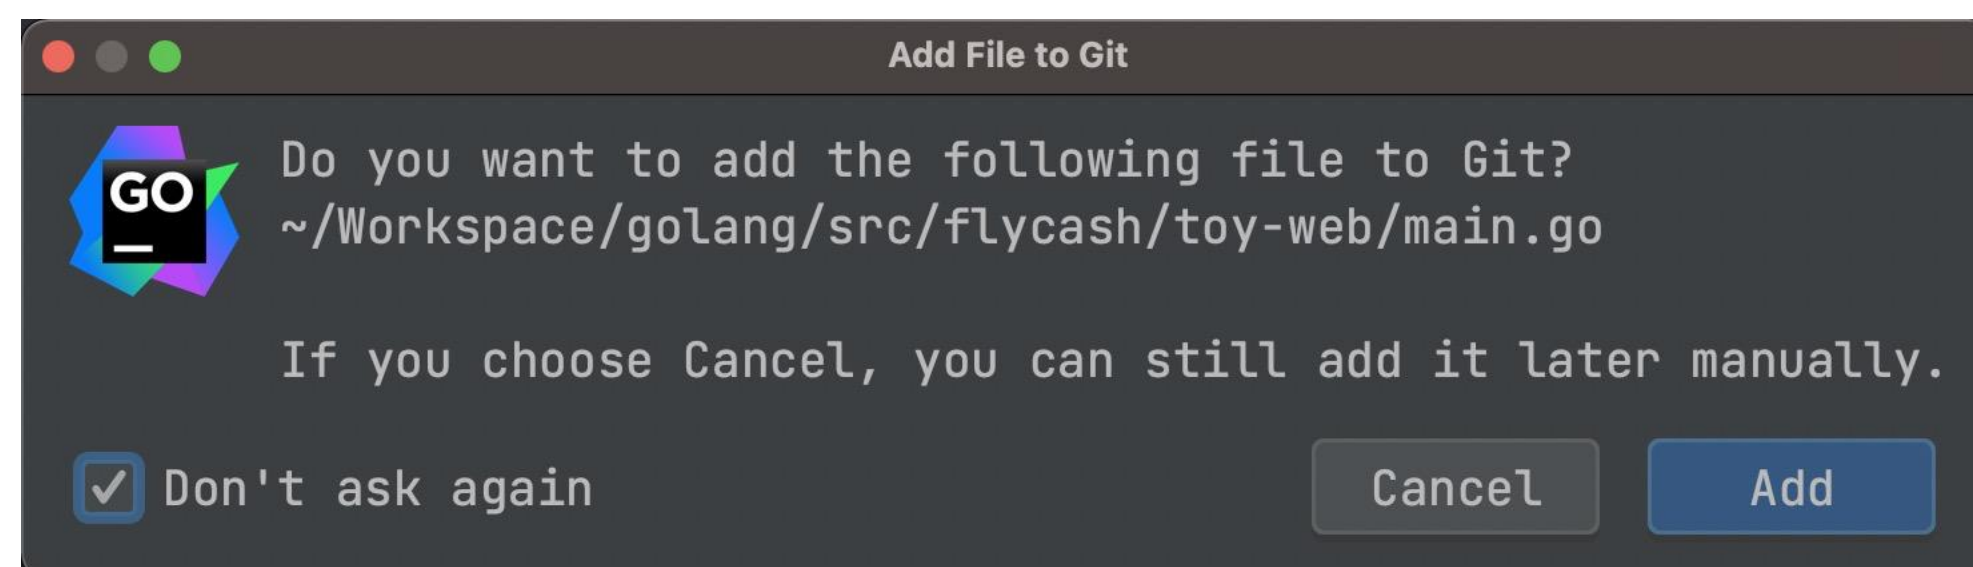 Add File to Git
GO
Do you want to add the following file to Git?
~/Workspace/golang/src/flycash/toy-web/main.go
If you choose Cancel, you can still add it later manually.
Don't ask again
Cancel
Add